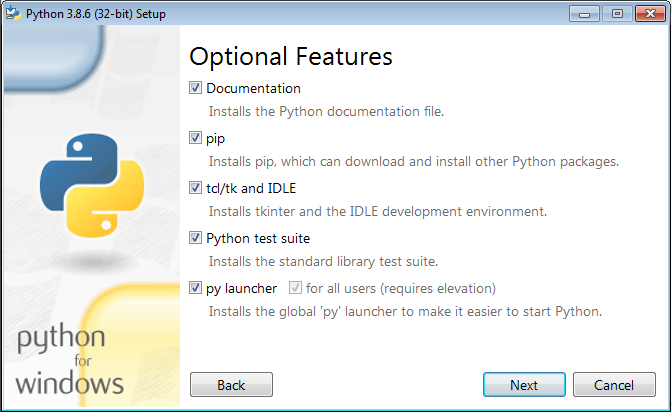 Python 3.8.6 (32-bit) Setup
Optional Features
Documentation
Installs the Python documentation file.
pip
Installs pip, which can download and install other Python packages.
tcl/tk and IDLE
Installs tkinter and the IDLE development environment.
Python test suite
Installs the standard library test suite.
py launcher for all users (requires elevation)
Installs the global 'py' launcher to make it easier to start Python.
python
for
windows
Back Next Cancel